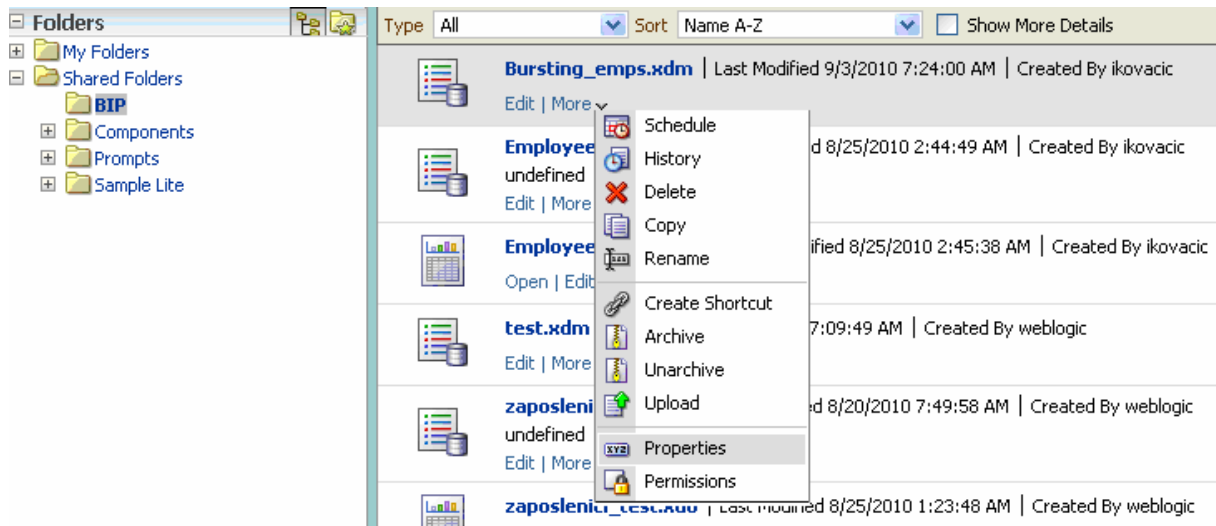 Folders
My Folders
Shared Folders
BIP
Components
Prompts
Sample Lite
Type All Sort Name A-Z Show More Details
Bursting_emps.xdm | Last Modified 9/3/2010 7:24:00 AM | Created By ikovacic
Edit | More
Schedule
History
Delete
Copy
Rename
Create Shortcut
Archive
Unarchive
Upload
XYZ Properties
Permissions
Employee d 8/25/2010 2:44:49 AM | Created By ikovacic
undefined
Edit | More
Employee ified 8/25/2010 2:45:38 AM | Created By ikovacic
Open | Edit
test.xdm 7:09:49 AM | Created By weblogic
Edit | More
zaposleni d 8/20/2010 7:49:58 AM | Created By weblogic
undefined
Edit | More
zaposlenici_test.xdo | Last Modified 8/25/2010 1:23:48 AM | Created By weblogic